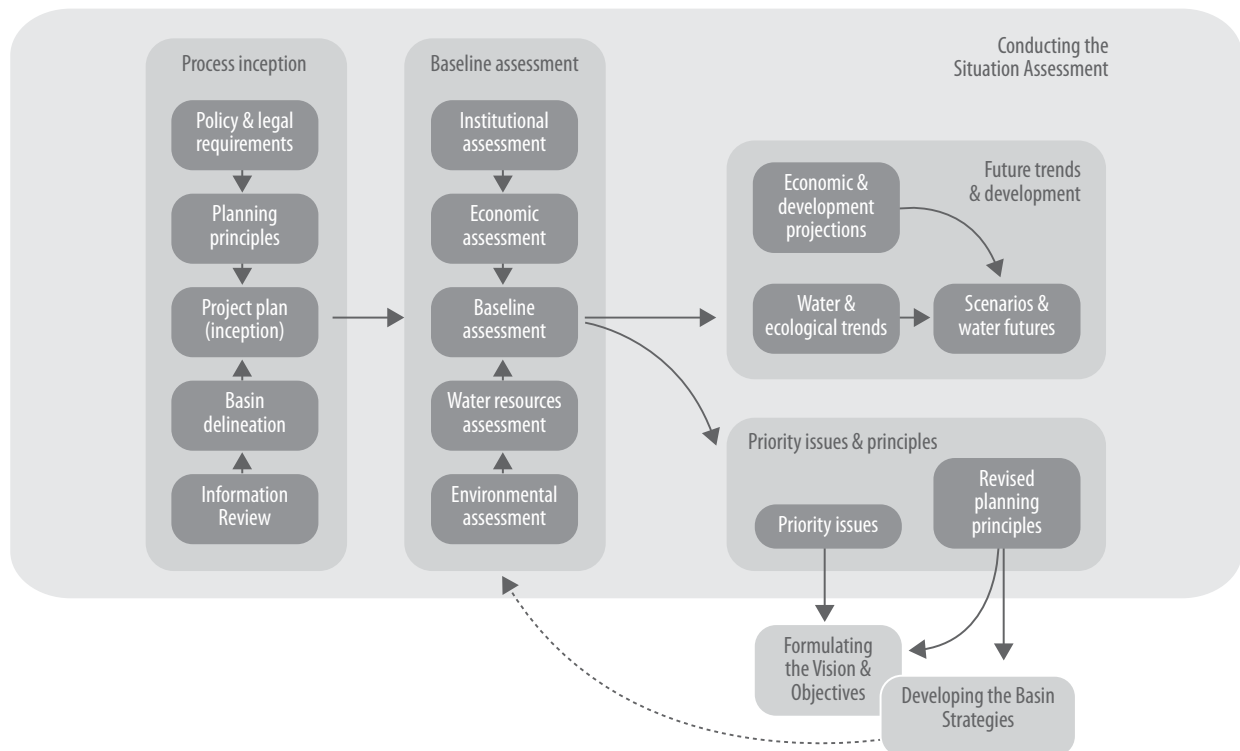 Conducting the
Situation Assessment
Process inception
Policy & legal
requirements
Planning
principles
Project plan
(inception)
Basin
delineation
Information
Review
Baseline assessment
Institutional
assessment
Economic
assessment
Baseline
assessment
Water resources
assessment
Environmental
assessment
Future trends
& development
Economic &
development
projections
Water &
ecological trends
Scenarios &
water futures
Priority issues & principles
Priority issues
Revised
planning
principles
Formulating
the Vision &
Objectives
Developing the Basin
Strategies